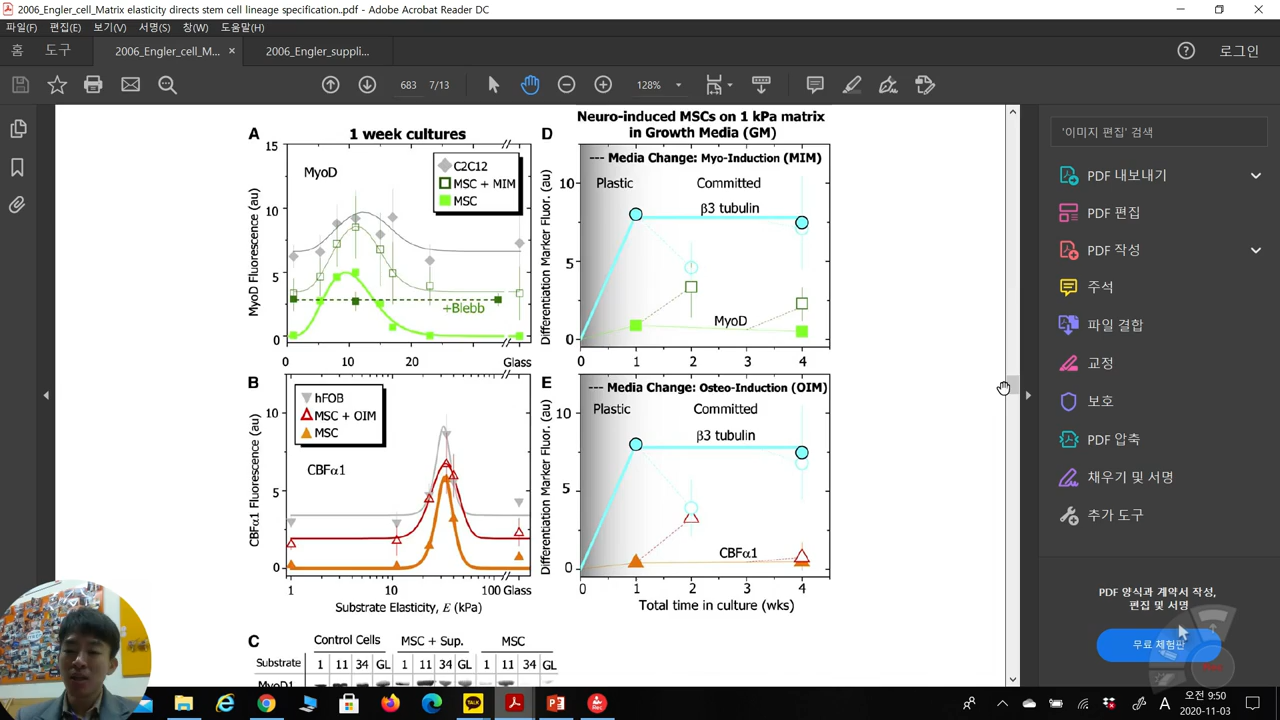 2006_Engler_cell_Matrix elasticity directs stem cell lineage specification..pdf - Adobe Acrobat Reader DC
파일(F) 편집(E) 보기(V) 서명(S) 창(W) 도움말(H)
홈 도구 2006_Engler_cell_M... × 2006_Engler_suppli... 로그인
683 7/13 128%
Neuro-induced MSCs on 1 kPa matrix
in Growth Media (GM)
A 1 week cultures D
15
MyoD
C2C12
MSC + MIM
MSC
10
5
0
MyoD Fluorescence (au)
+Blebb
0 10 20 Glass
--- Media Change: Myo-Induction (MIM)
Plastic Committed
β3 tubulin
MyoD
10
5
0
Differentiation Marker Fluor. (au)
0 1 2 3 4
B
hFOB
MSC + OIM
MSC
CBFα1
10
5
0
CBFα1 Fluorescence (au)
1 10 100 Glass
Substrate Elasticity, E (kPa)
E
--- Media Change: Osteo-Induction (OIM)
Plastic Committed
β3 tubulin
CBFα1
10
5
0
Differentiation Marker Fluor. (au)
0 1 2 3 4
Total time in culture (wks)
C Control Cells MSC + Sup. MSC
Substrate 1 11 34 GL 1 11 34 GL 1 11 34 GL
MyoD1
'이미지 편집' 검색
PDF 내보내기
PDF 편집
PDF 작성
주석
파일 결합
교정
보호
PDF 압축
채우기 및 서명
추가 도구
PDF 양식과 계약서 작성,
편집 및 서명
무료 체험판
TALK
Rec
A
오전 9:50
2020-11-03